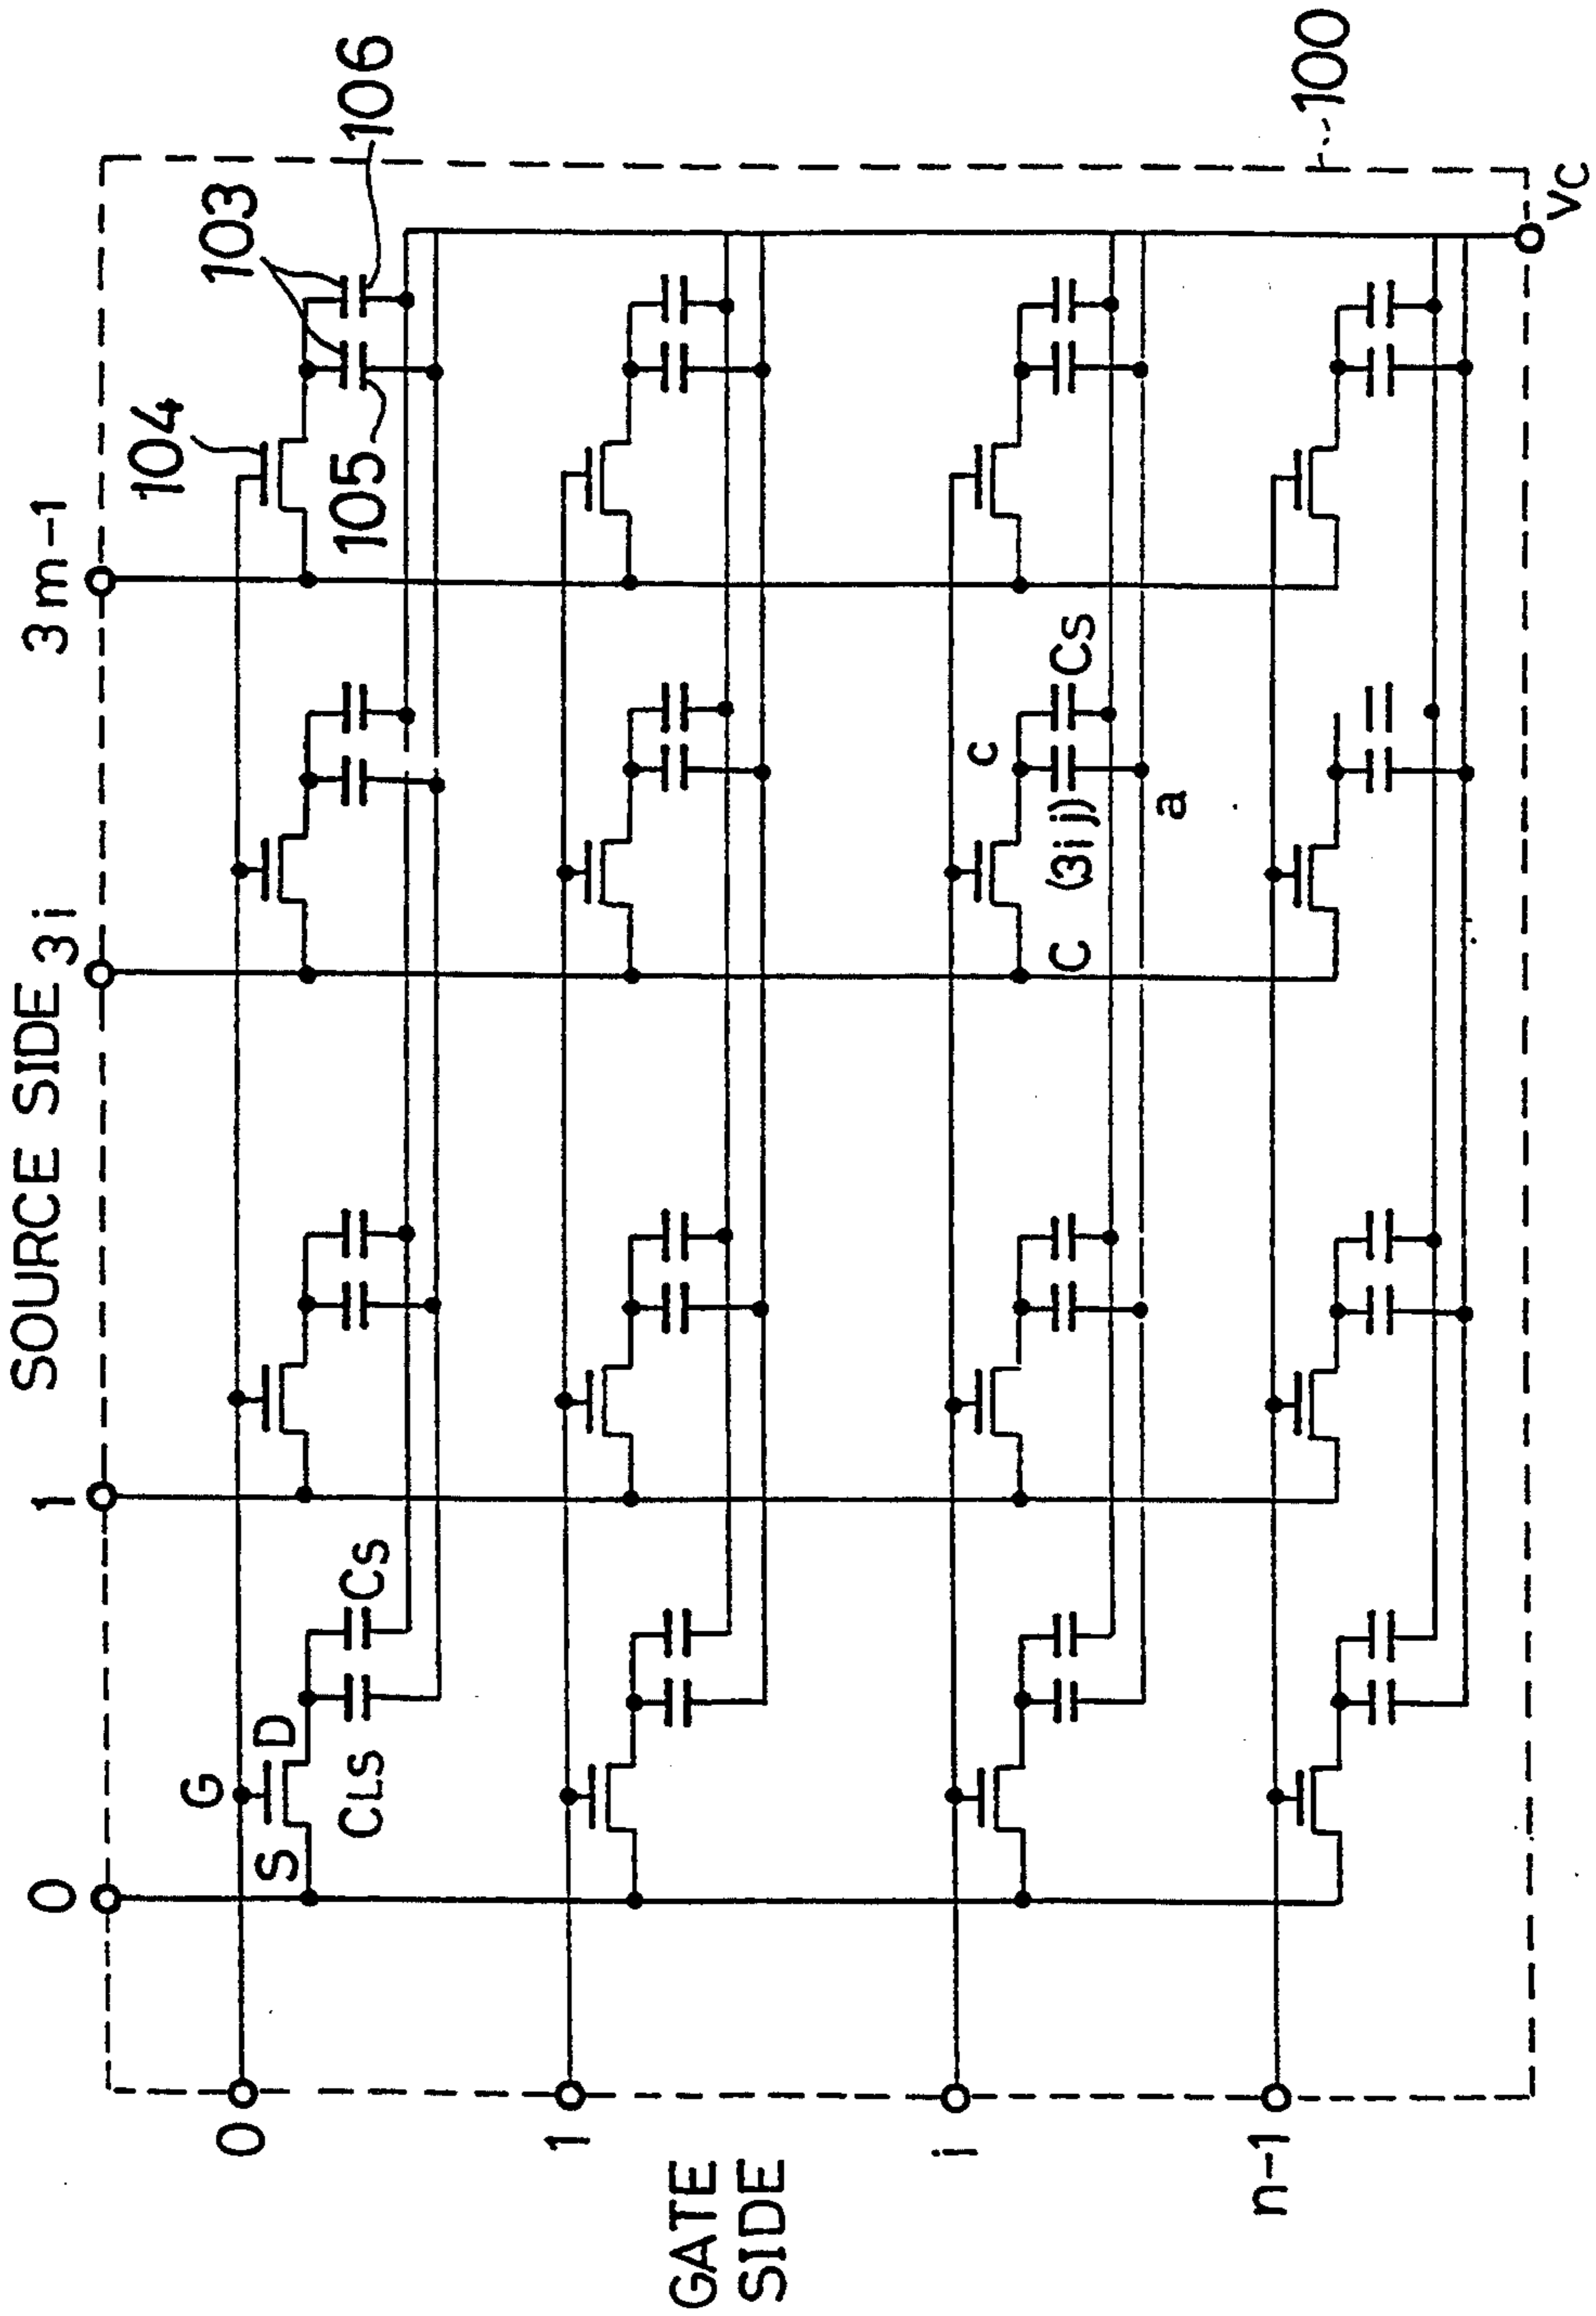 SOURCE SIDE
0
1
3i
3m-1
G
S
D
CLS
Cs
104
103
105
106
0
1
GATE
SIDE
i
n-1
c
C (3i j)
Cs
a
100
Vc